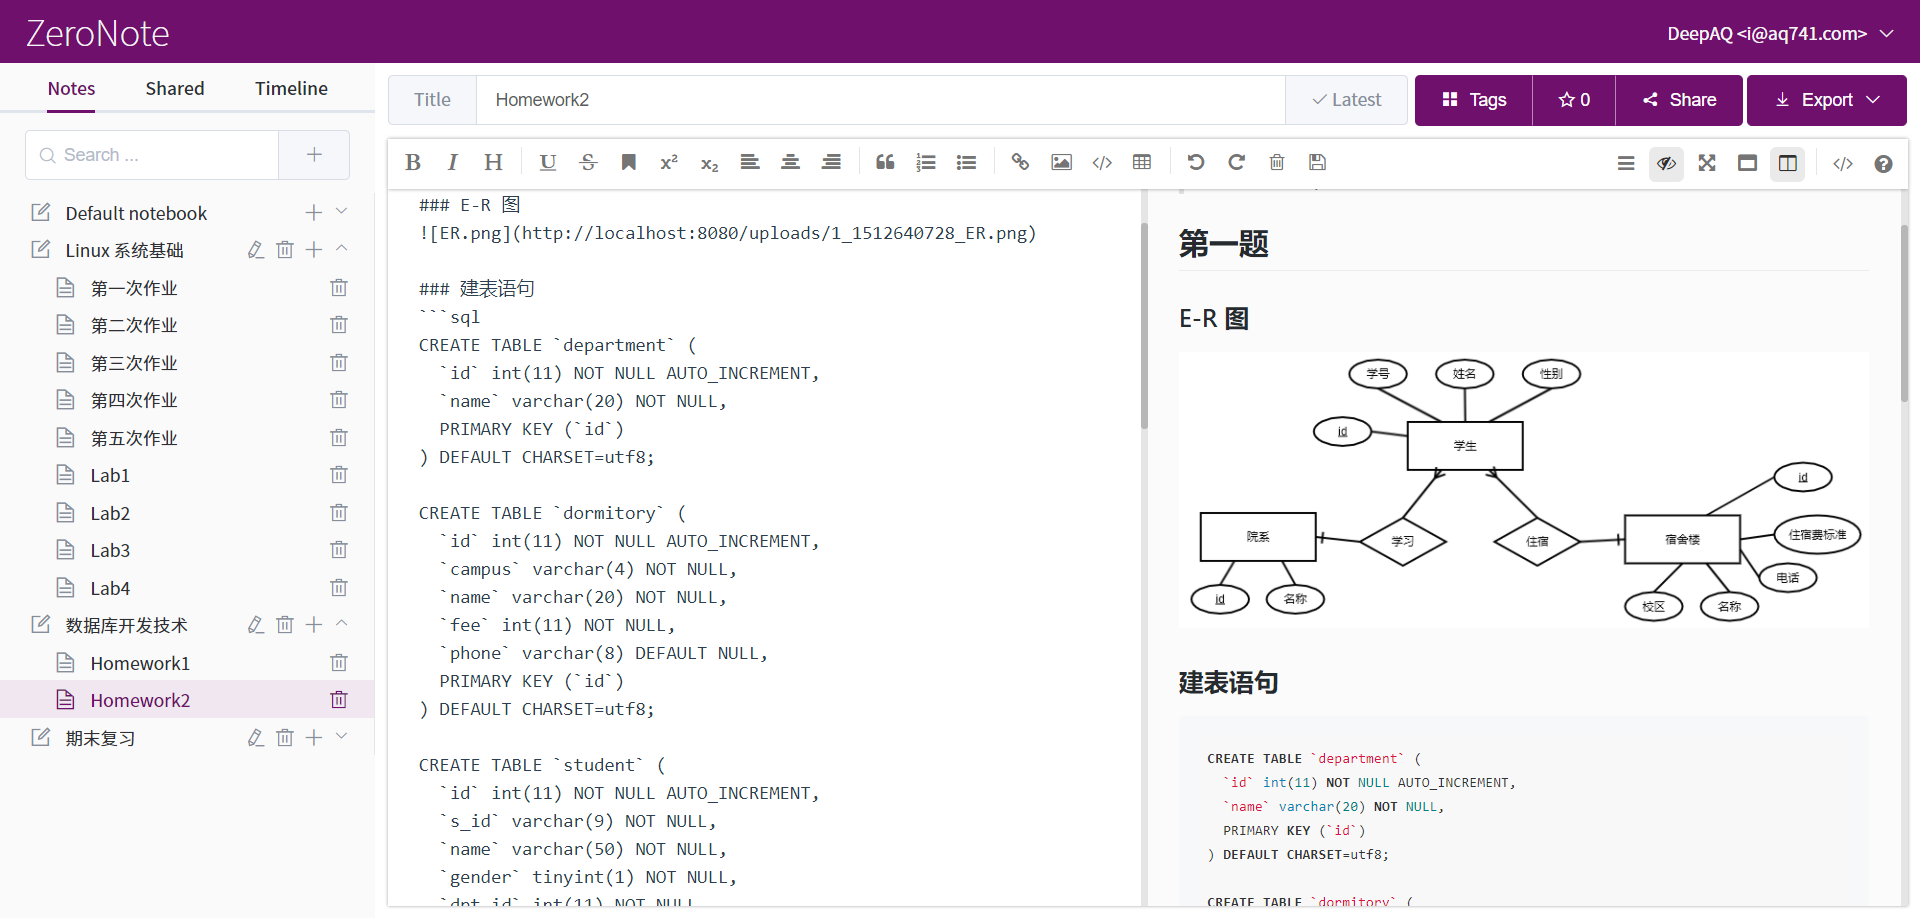 ZeroNote
DeepAQ <i@aq741.com>
Notes Shared Timeline
Search ...
Default notebook
Linux 系统基础
第一次作业
第二次作业
第三次作业
第四次作业
第五次作业
Lab1
Lab2
Lab3
Lab4
数据库开发技术
Homework1
Homework2
期末复习
Title Homework2 Latest
Tags 0 Share Export
### E-R 图
![ER.png](http://localhost:8080/uploads/1_1512640728_ER.png)
### 建表语句
```sql
CREATE TABLE `department` (
`id` int(11) NOT NULL AUTO_INCREMENT,
`name` varchar(20) NOT NULL,
PRIMARY KEY (`id`)
) DEFAULT CHARSET=utf8;
CREATE TABLE `dormitory` (
`id` int(11) NOT NULL AUTO_INCREMENT,
`campus` varchar(4) NOT NULL,
`name` varchar(20) NOT NULL,
`fee` int(11) NOT NULL,
`phone` varchar(8) DEFAULT NULL,
PRIMARY KEY (`id`)
) DEFAULT CHARSET=utf8;
CREATE TABLE `student` (
`id` int(11) NOT NULL AUTO_INCREMENT,
`s_id` varchar(9) NOT NULL,
`name` varchar(50) NOT NULL,
`gender` tinyint(1) NOT NULL,
`dpt_id` int(11) NOT NULL
第一题
E-R 图
学号 姓名 性别
id
学生
id
院系 学习 住宿 宿舍楼 住宿费标准
电话
id 名称 校区 名称
建表语句
CREATE TABLE `department` (
`id` int(11) NOT NULL AUTO_INCREMENT,
`name` varchar(20) NOT NULL,
PRIMARY KEY (`id`)
) DEFAULT CHARSET=utf8;
CREATE TABLE `dormitory` (